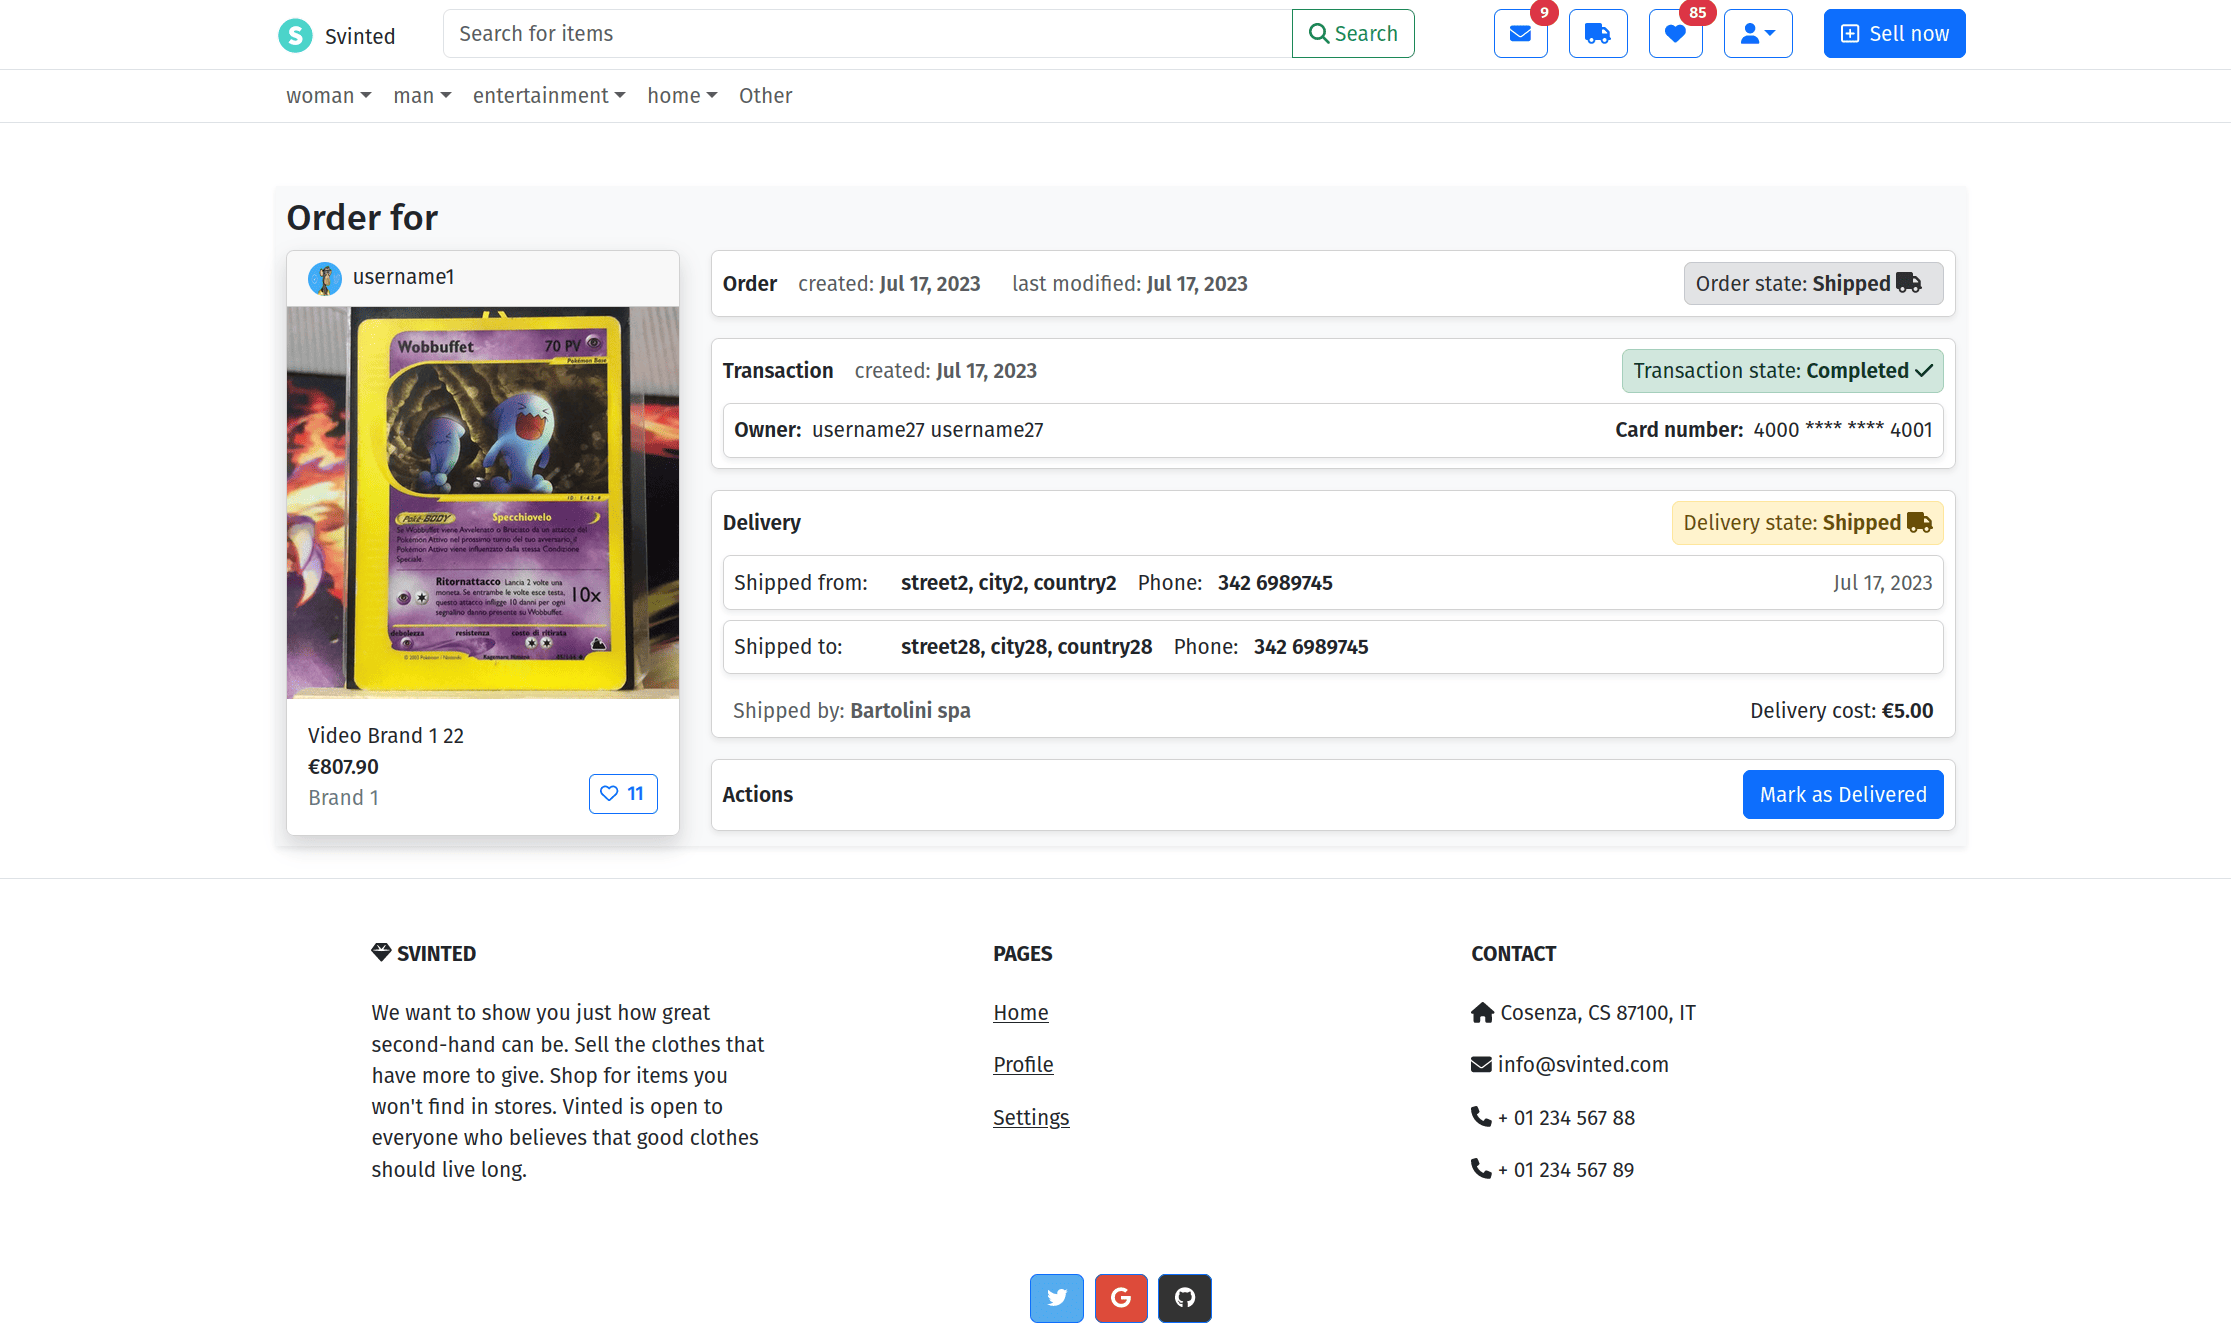 S Svinted
Search for items
Search
9
85
Sell now
woman man entertainment home Other
Order for
username1
Wobbuffet 70 PV
Pokémon Base
Poké-BODY Specchiovelo
Se Wobbuffet viene Avvelenato o Bruciato da un attacco del
Pokémon Attivo nel prossimo turno del tuo avversario, il
Pokémon Attivo viene influenzato dalla stessa Condizione
Speciale.
Ritornattacco Lancia 2 volte una
moneta. Se entrambe le volte esce testa,
questo attacco infligge 10 danni per ogni
segnalino danno presente su Wobbuffet.
10x
debolezza resistenza costo di ritirata
Video Brand 1 22
€807.90
Brand 1
11
Order created: Jul 17, 2023 last modified: Jul 17, 2023
Order state: Shipped
Transaction created: Jul 17, 2023
Transaction state: Completed
Owner: username27 username27
Card number: 4000 **** **** 4001
Delivery
Delivery state: Shipped
Shipped from: street2, city2, country2 Phone: 342 6989745
Jul 17, 2023
Shipped to: street28, city28, country28 Phone: 342 6989745
Shipped by: Bartolini spa
Delivery cost: €5.00
Actions
Mark as Delivered
SVINTED
We want to show you just how great
second-hand can be. Sell the clothes that
have more to give. Shop for items you
won't find in stores. Vinted is open to
everyone who believes that good clothes
should live long.
PAGES
Home
Profile
Settings
CONTACT
Cosenza, CS 87100, IT
info@svinted.com
+ 01 234 567 88
+ 01 234 567 89